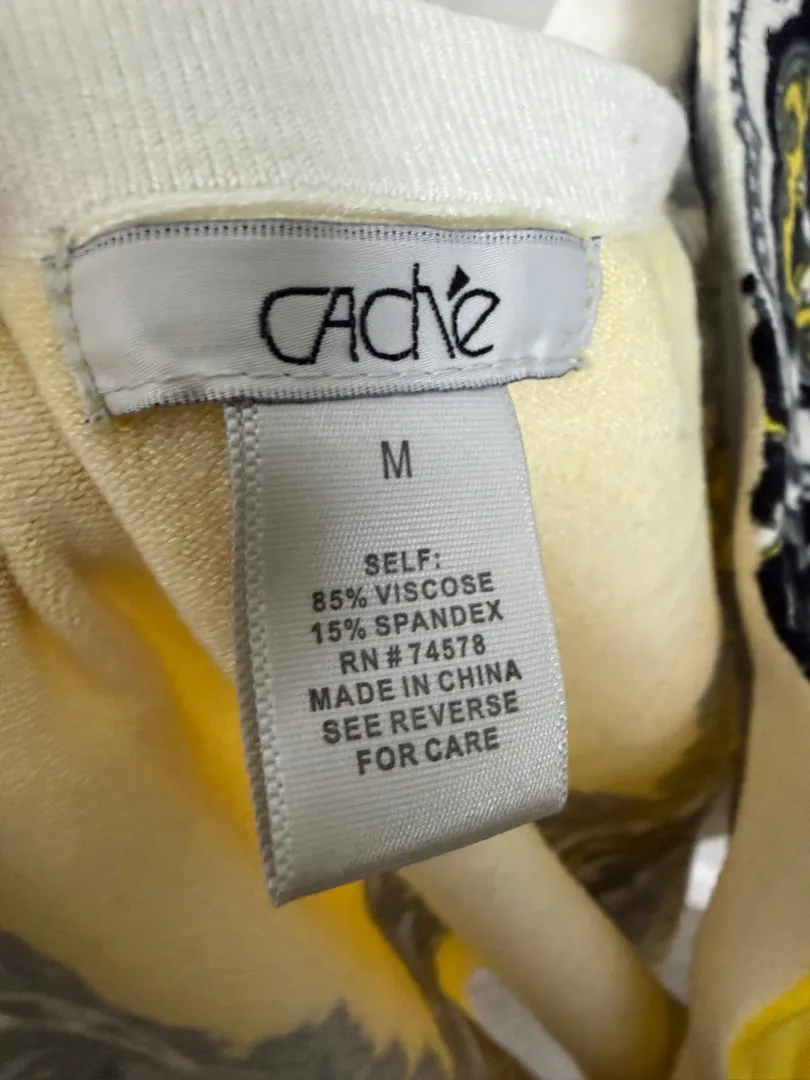 Caché
M
SELF:
85% VISCOSE
15% SPANDEX
RN # 74578
MADE IN CHINA
SEE REVERSE
FOR CARE